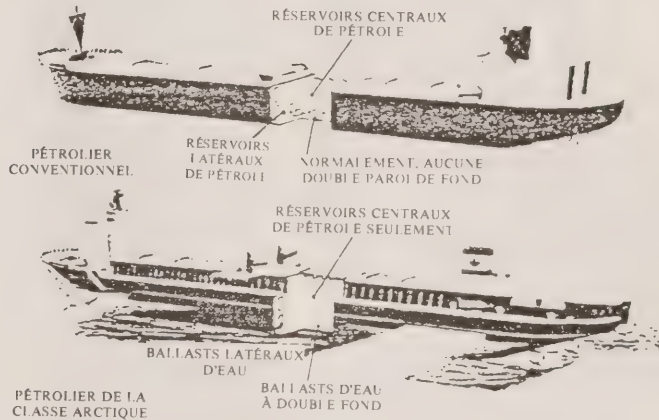 RÉSERVOIRS CENTRAUX
DE PÉTROLE
RÉSERVOIRS
LATÉRAUX
DE PÉTROLE
NORMALEMENT, AUCUNE
DOUBLE PAROI DE FOND
PÉTROLIER
CONVENTIONNEL
RÉSERVOIRS CENTRAUX
DE PÉTROLE SEULEMENT
BALLASTS LATÉRAUX
D'EAU
BALLASTS D'EAU
À DOUBLE FOND
PÉTROLIER DE LA
CLASSE ARCTIQUE